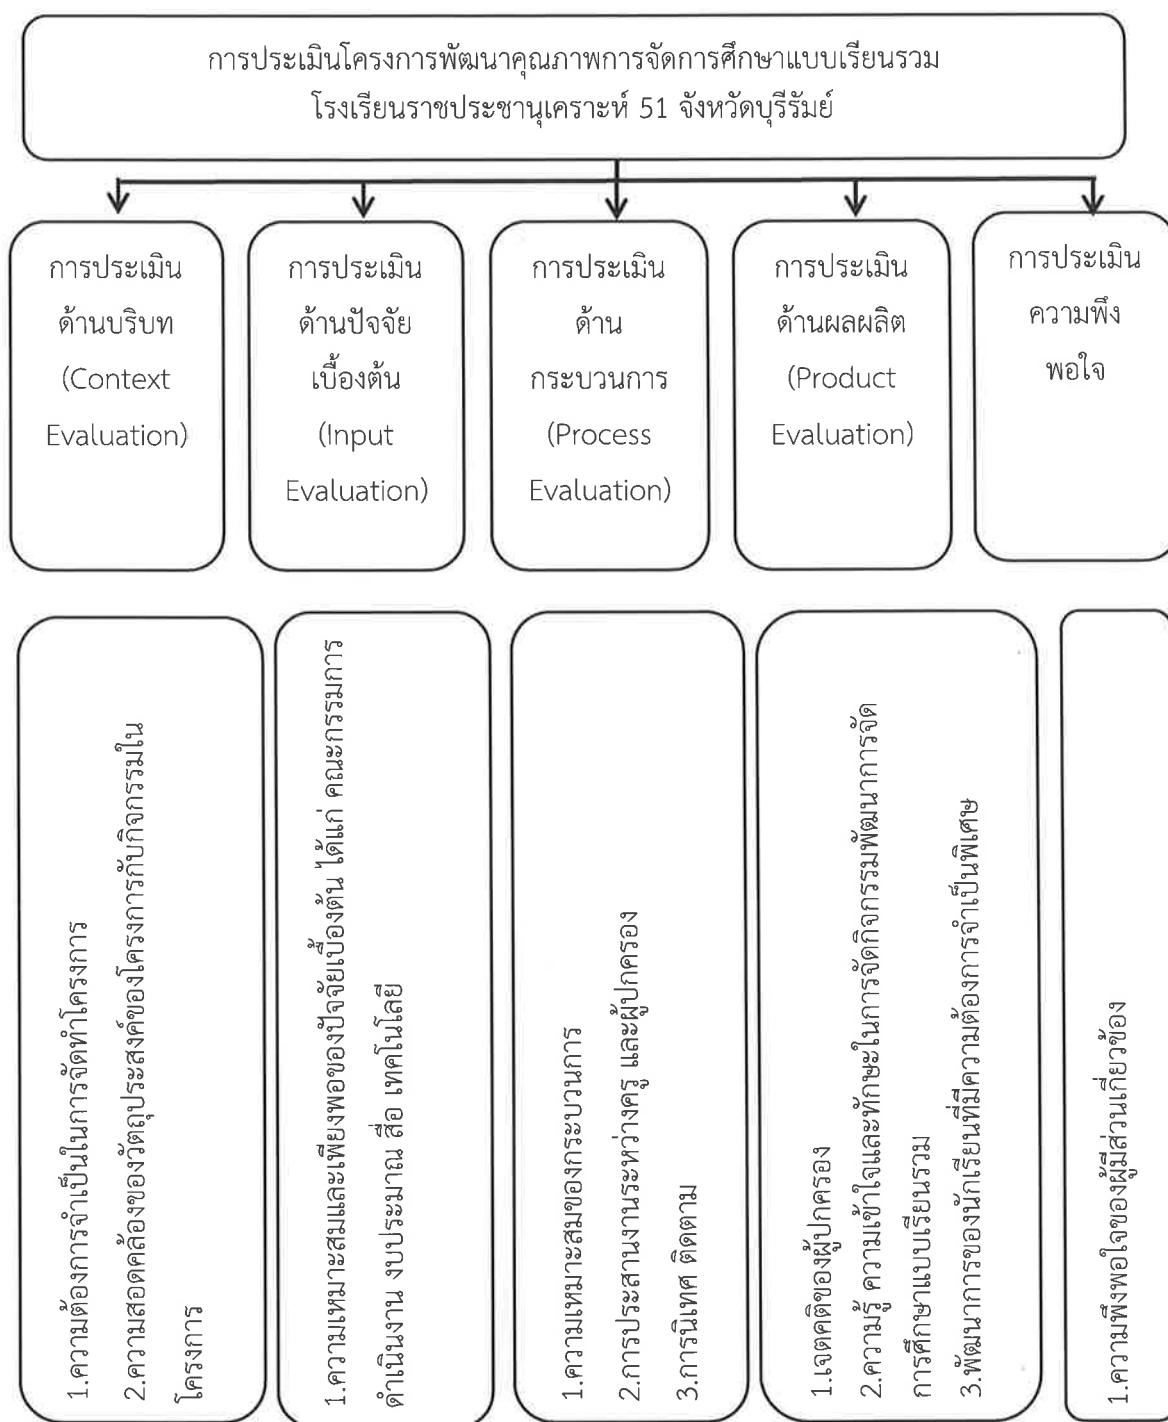 การประเมินโครงการพัฒนาคุณภาพการจัดการศึกษาแบบเรียนรวม
โรงเรียนราชประชานุเคราะห์ 51 จังหวัดบุรีรัมย์
การประเมิน
ด้านบริบท
(Context
Evaluation)
การประเมิน
ด้านปัจจัย
เบื้องต้น
(Input
Evaluation)
การประเมิน
ด้าน
กระบวนการ
(Process
Evaluation)
การประเมิน
ด้านผลผลิต
(Product
Evaluation)
การประเมิน
ความพึง
พอใจ
1.ความต้องการจำเป็นในการจัดทำโครงการ
2.ความสอดคล้องของวัตถุประสงค์ของโครงการกับกิจกรรมใน
โครงการ
1.ความเหมาะสมและเพียงพอของปัจจัยเบื้องต้น ได้แก่ คณะกรรมการ
ดำเนินงาน งบประมาณ สื่อ เทคโนโลยี
1.ความเหมาะสมของกระบวนการ
2.การประสานงานระหว่างครู และผู้ปกครอง
3.การนิเทศ ติดตาม
1.เจตคติของผู้ปกครอง
2.ความรู้ ความเข้าใจและทักษะในการจัดกิจกรรมพัฒนาการจัด
การศึกษาแบบเรียนรวม
3.พัฒนาการของนักเรียนที่มีความต้องการจำเป็นพิเศษ
1.ความพึงพอใจของผู้มีส่วนเกี่ยวข้อง